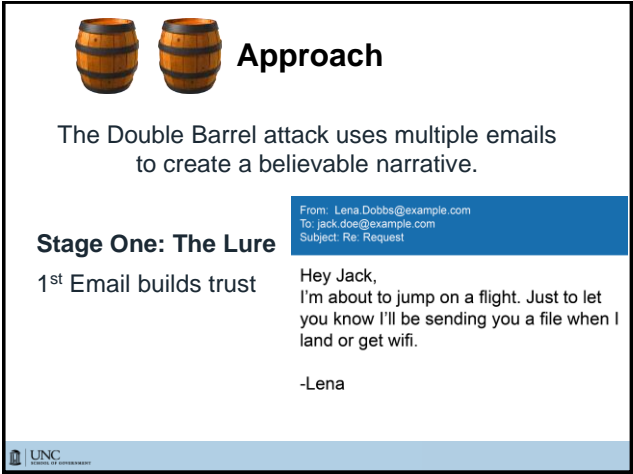 Approach
The Double Barrel attack uses multiple emails
to create a believable narrative.
Stage One: The Lure
1st Email builds trust
From: Lena.Dobbs@example.com
To: jack.doe@example.com
Subject: Re: Request
Hey Jack,
I'm about to jump on a flight. Just to let
you know I'll be sending you a file when I
land or get wifi.
-Lena
UNC
SCHOOL OF GOVERNMENT